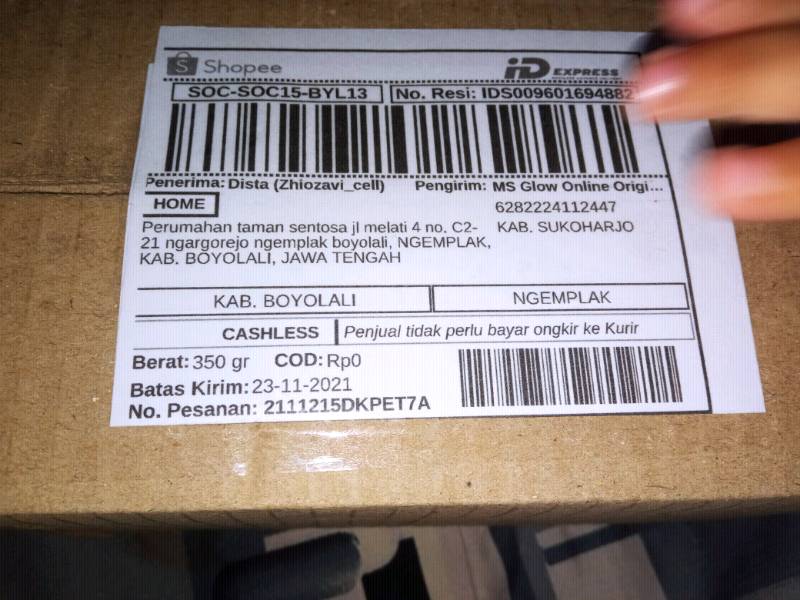 Shopee
iD EXPRESS
SOC-SOC15-BYL13
No. Resi: IDS009601694882
Penerima: Dista (Zhiozavi_cell)
Pengirim: MS Glow Online Origi...
HOME
6282224112447
Perumahan taman sentosa jl melati 4 no. C2-
KAB. SUKOHARJO
21 ngargorejo ngemplak boyolali, NGEMPLAK,
KAB. BOYOLALI, JAWA TENGAH
KAB. BOYOLALI
NGEMPLAK
CASHLESS
Penjual tidak perlu bayar ongkir ke Kurir
Berat: 350 gr
COD: Rp0
Batas Kirim: 23-11-2021
No. Pesanan: 2111215DKPET7A